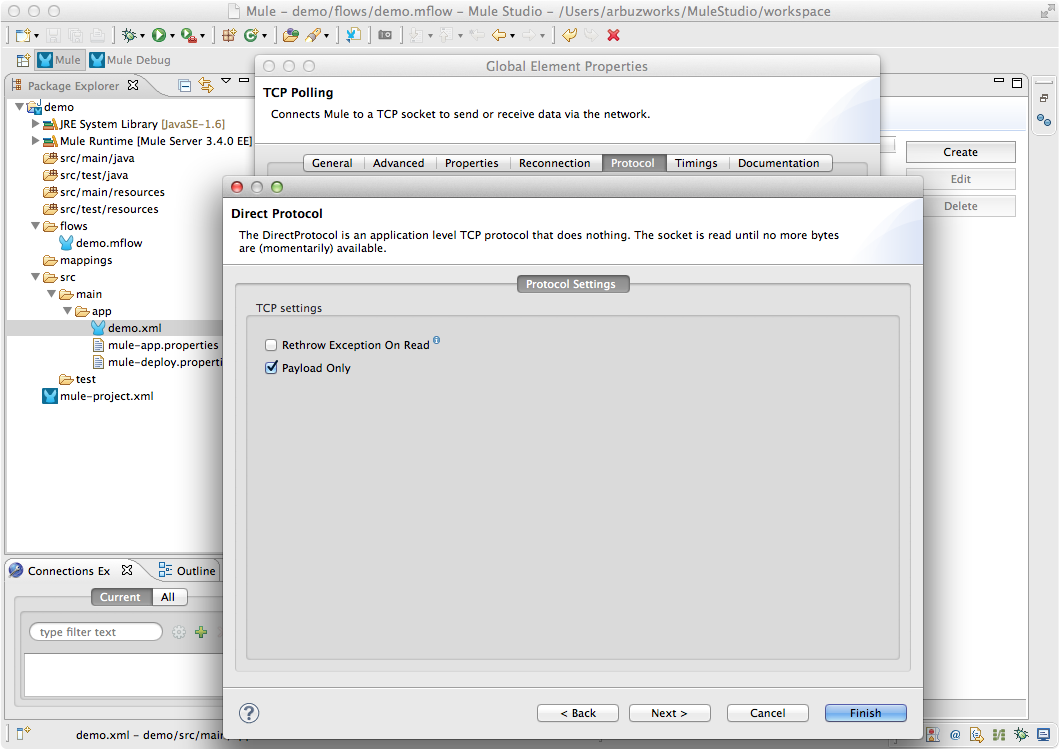 Mule – demo/flows/demo.mflow – Mule Studio – /Users/arbuzworks/MuleStudio/workspace
Mule
Mule Debug
Package Explorer
demo
JRE System Library [JavaSE-1.6]
Mule Runtime [Mule Server 3.4.0 EE]
src/main/java
src/test/java
src/main/resources
src/test/resources
flows
demo.mflow
mappings
src
main
app
demo.xml
mule-app.properties
mule-deploy.properti
test
mule-project.xml
Global Element Properties
TCP Polling
Connects Mule to a TCP socket to send or receive data via the network.
General Advanced Properties Reconnection Protocol Timings Documentation
Create
Edit
Delete
Direct Protocol
The DirectProtocol is an application level TCP protocol that does nothing. The socket is read until no more bytes
are (momentarily) available.
Protocol Settings
TCP settings
Rethrow Exception On Read
Payload Only
Connections Ex
Outline
Current All
type filter text
? < Back Next > Cancel Finish
demo.xml – demo/src/main/